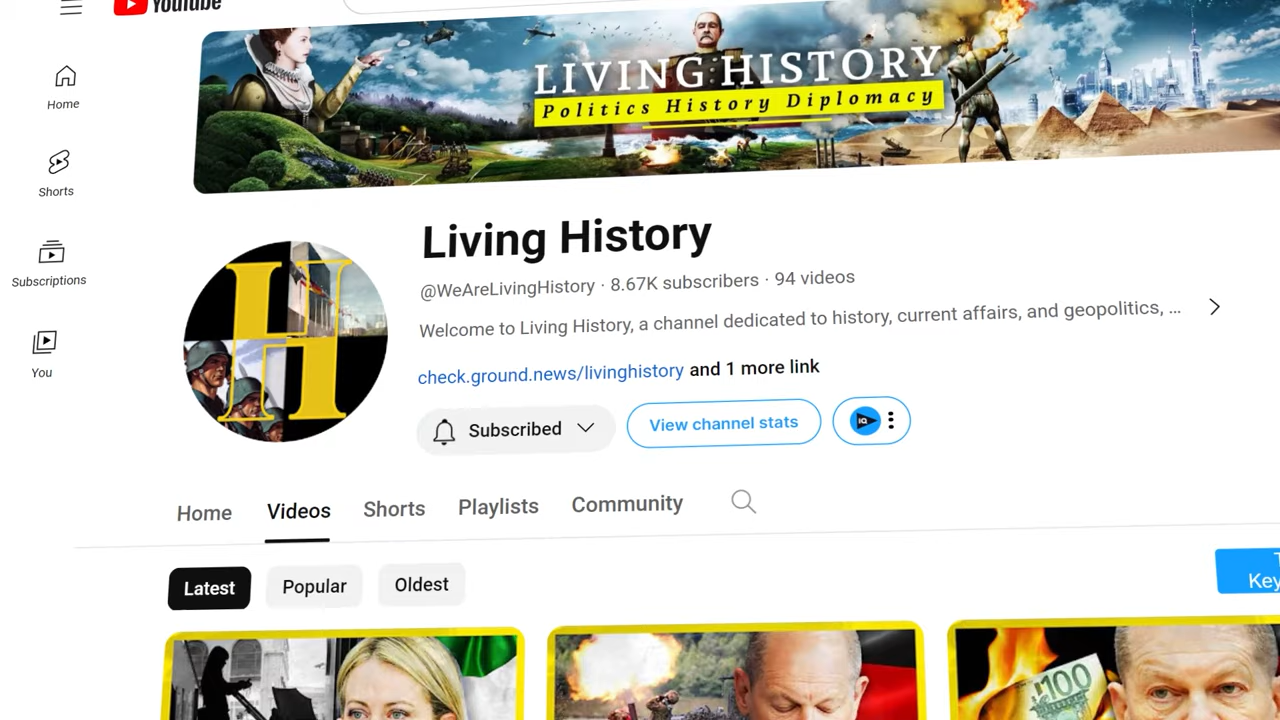 YouTube
Home
Shorts
Subscriptions
You
LIVING HISTORY
Politics History Diplomacy
Living History
@WeAreLivingHistory · 8.67K subscribers · 94 videos
Welcome to Living History, a channel dedicated to history, current affairs, and geopolitics, ...
check.ground.news/livinghistory and 1 more link
Subscribed
View channel stats
IQ
Home
Videos
Shorts
Playlists
Community
Latest
Popular
Oldest
Key
100